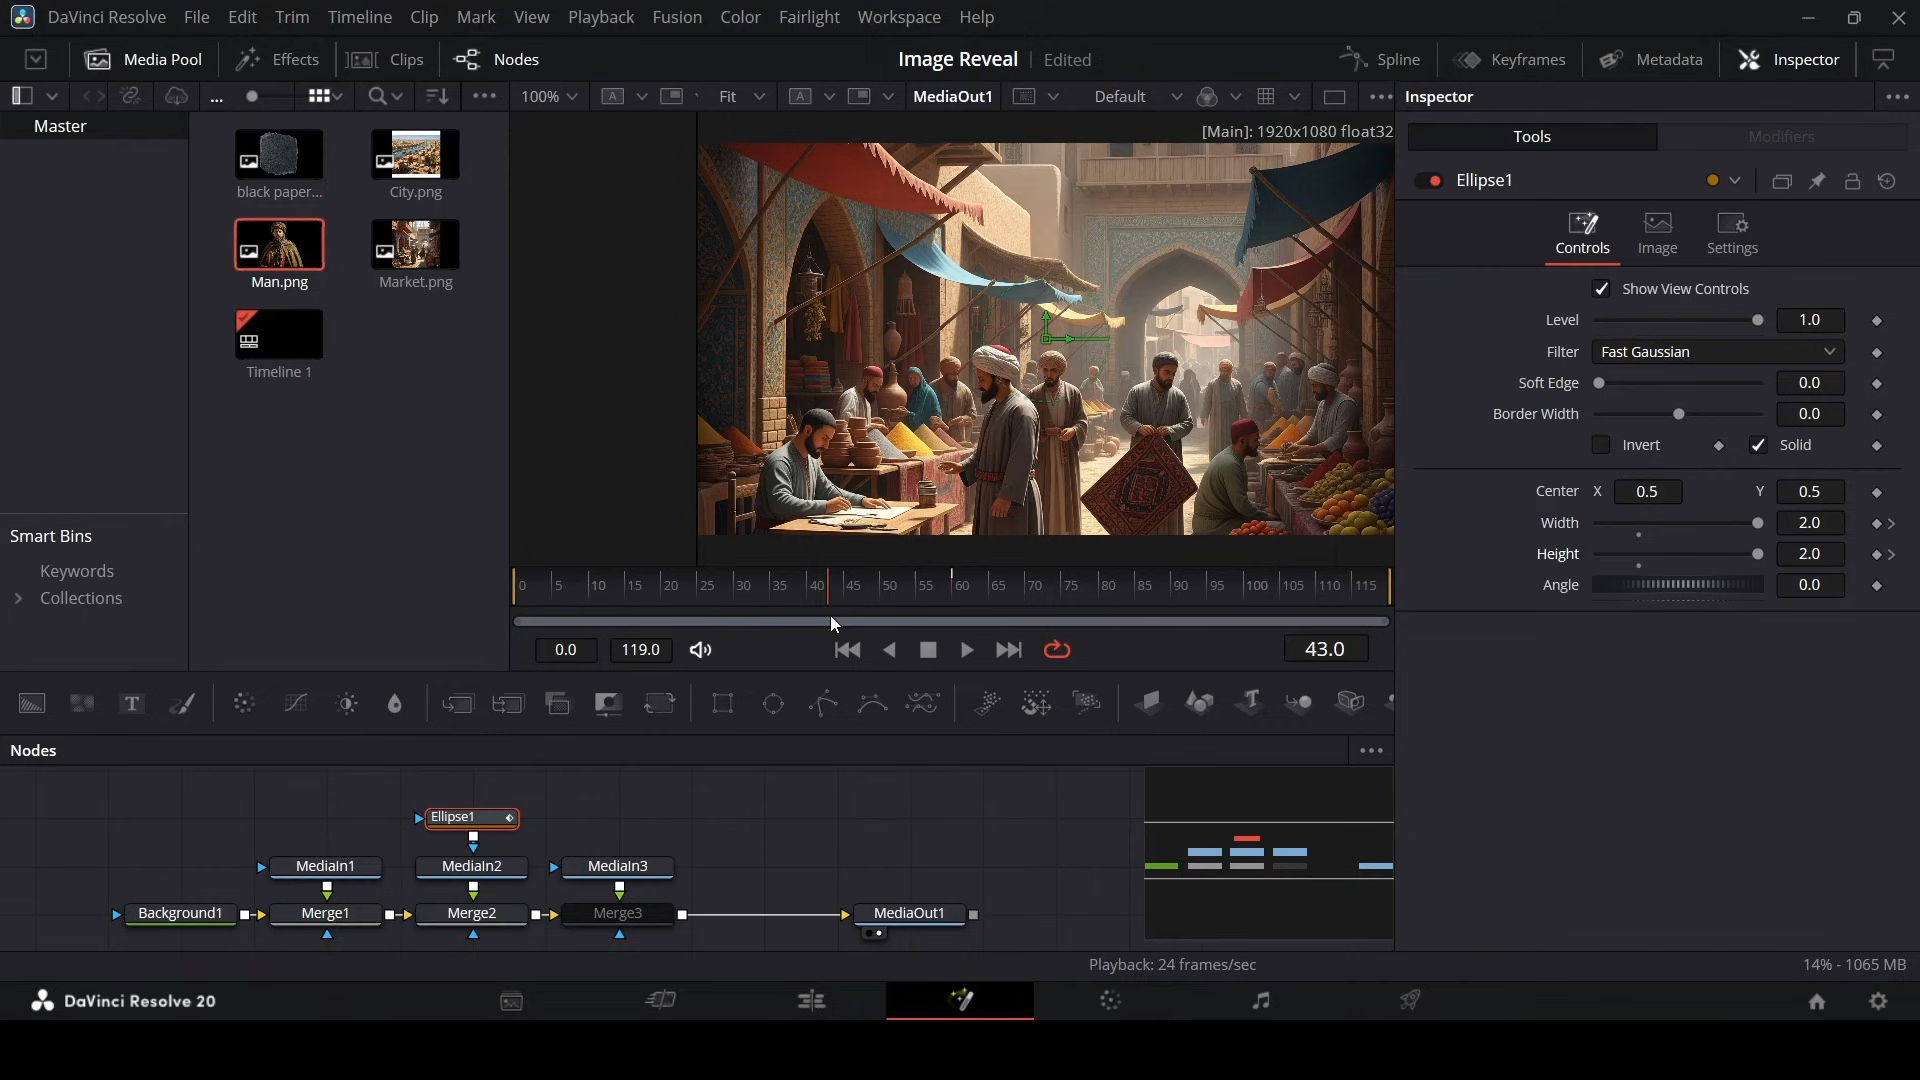 DaVinci Resolve File Edit Trim Timeline Clip Mark View Playback Fusion Color Fairlight Workspace Help
Media Pool Effects Clips Nodes Image Reveal Edited Spline Keyframes Metadata Inspector
... 100% A Fit A MediaOut1 Default Inspector
Master
[Main]: 1920x1080 float32
Tools Modifiers
black paper... City.png
Man.png Market.png
Timeline 1
Ellipse1
Controls Image Settings
Show View Controls
Level 1.0
Filter Fast Gaussian
Soft Edge 0.0
Border Width 0.0
Invert Solid
Center X 0.5 Y 0.5
Width 2.0
Height 2.0
Angle 0.0
Smart Bins
Keywords
Collections
0 5 10 15 20 25 30 35 40 45 50 55 60 65 70 75 80 85 90 95 100 105 110 115
0.0 119.0 43.0
T T
Nodes
Ellipse1
MediaIn1 MediaIn2 MediaIn3
Background1 Merge1 Merge2 Merge3 MediaOut1
Playback: 24 frames/sec 14% - 1065 MB
DaVinci Resolve 20